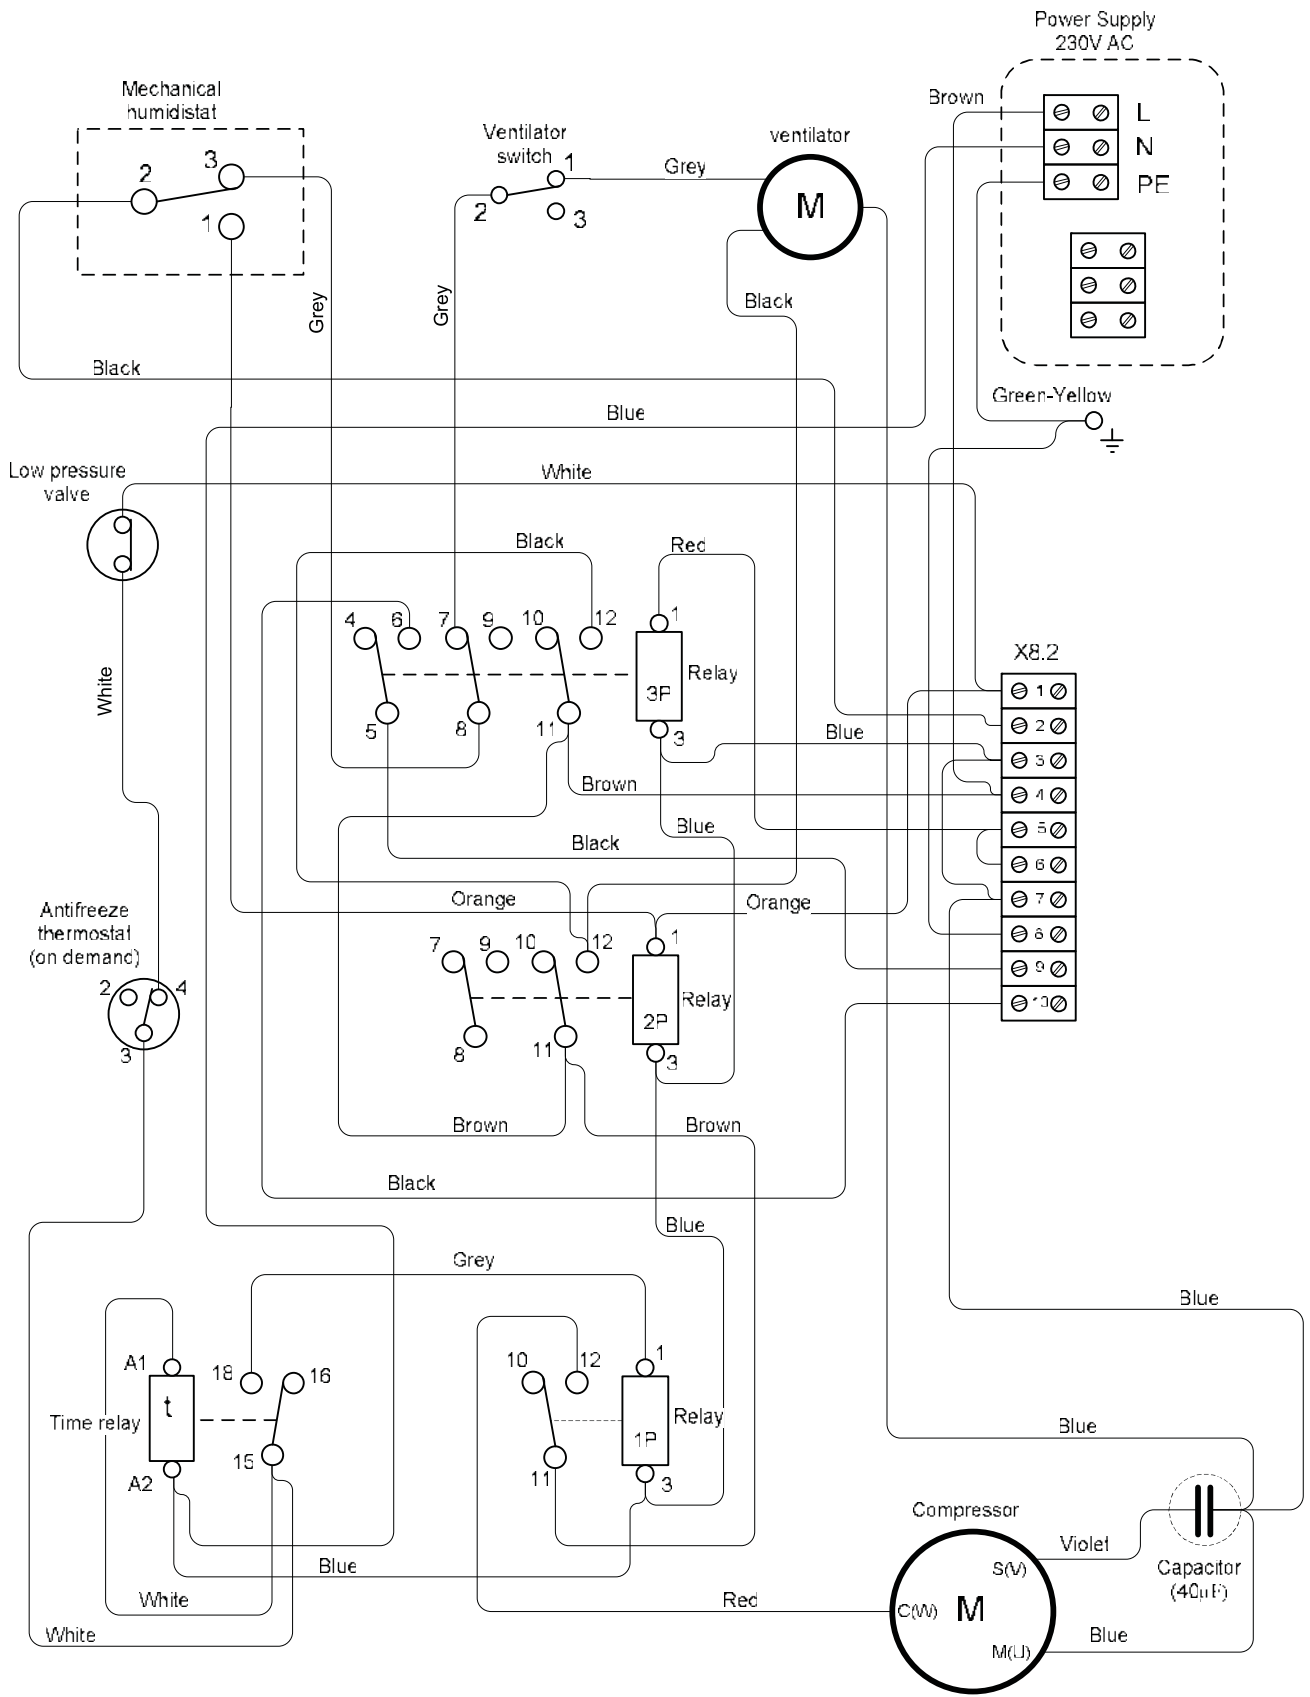 Power Supply
230V AC
Mechanical
humidistat
Brown
L
N
PE
Ventilator
switch
1
2
3
Grey
ventilator
M
2
3
1
Grey
Grey
Black
Black
Green-Yellow
Blue
Low pressure
valve
White
Black
Red
4
6
7
9
10
12
1
Relay
3P
5
8
11
3
X8.2
1
2
3
4
5
6
7
8
9
10
White
Blue
Brown
Blue
Black
Orange
Orange
Antifreeze
thermostat
(on demand)
2
4
3
7
9
10
12
1
Relay
2P
8
11
3
Brown
Brown
Black
Blue
Grey
Blue
A1
18
16
t
Time relay
15
A2
10
12
1
Relay
1P
11
3
Blue
Blue
White
White
Red
Compressor
Violet
S(V)
C(W)
M
M(U)
Capacitor
(40µF)
Blue